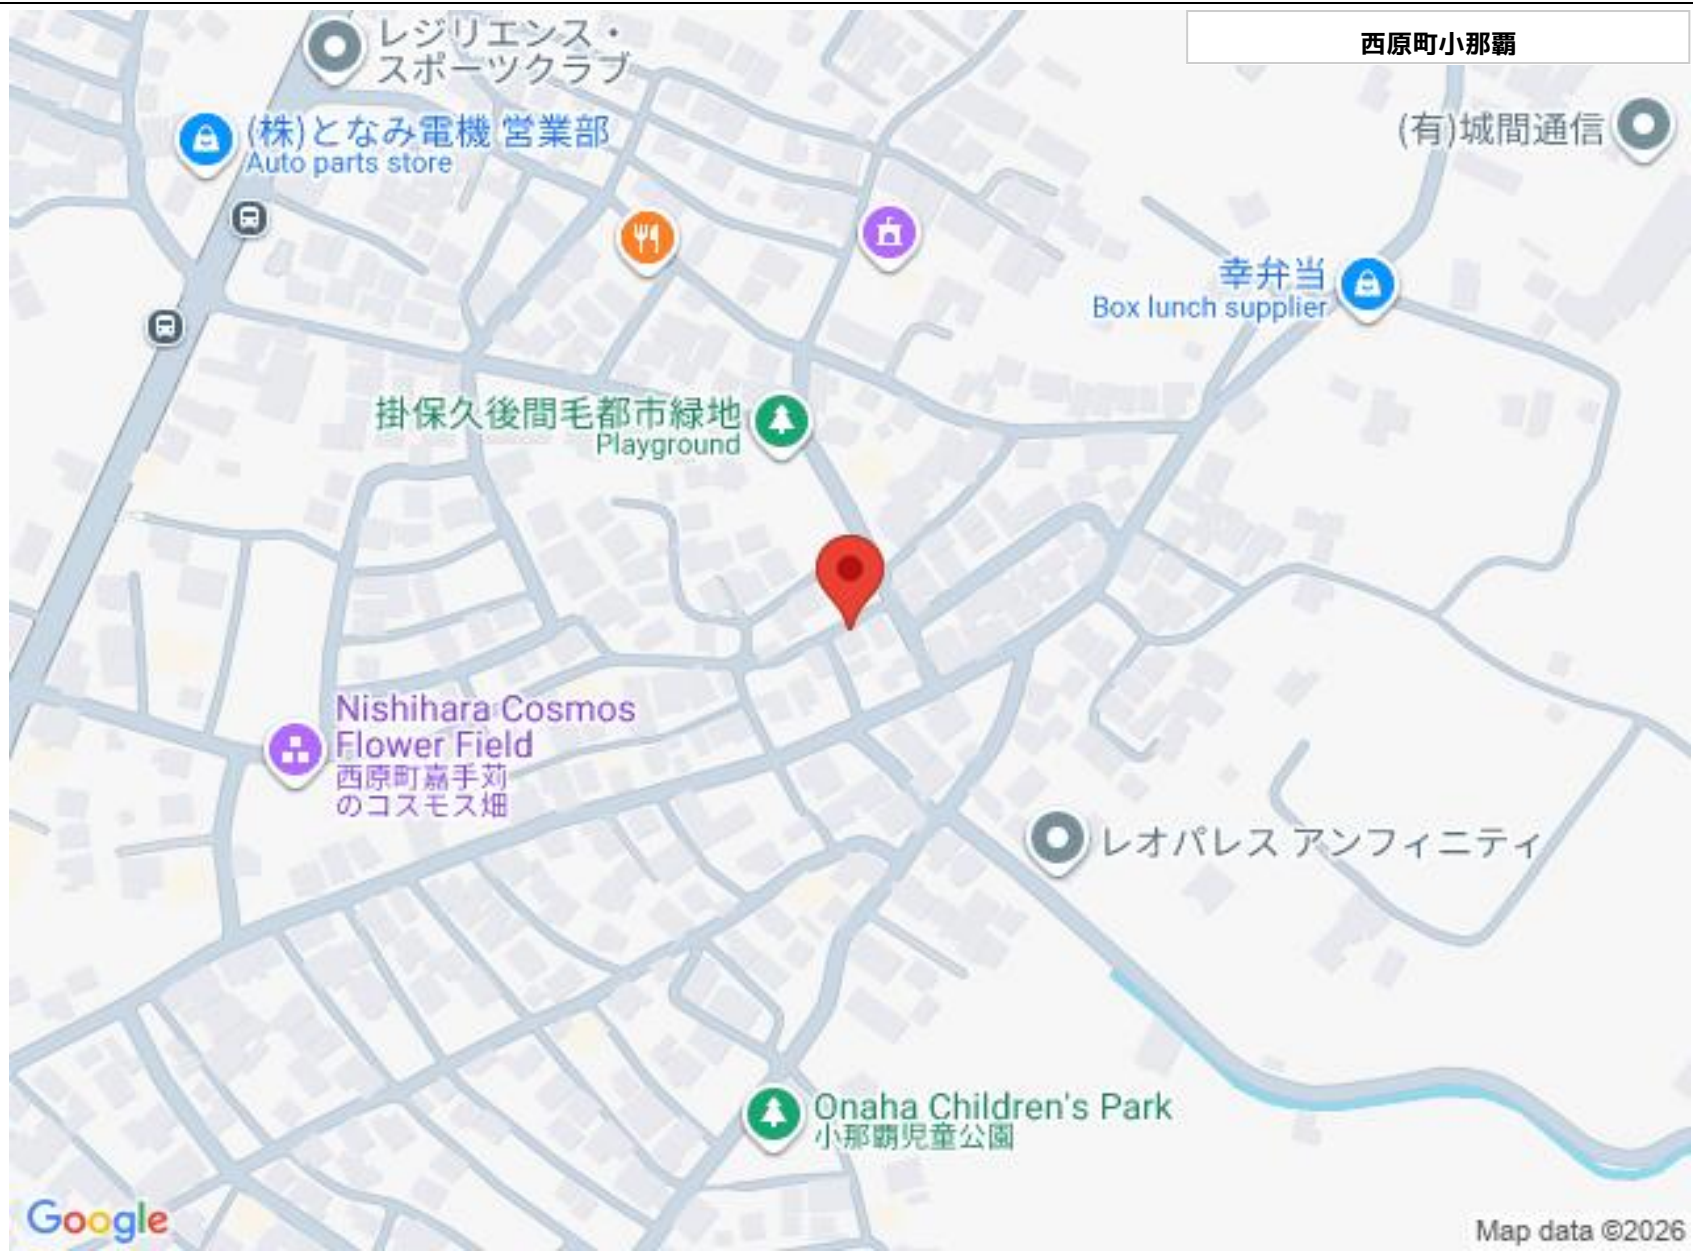 西原町小那覇
レジリエンス・
スポーツクラブ
(株)となみ電機 営業部
Auto parts store
(有)城間通信
幸弁当
Box lunch supplier
掛保久後間毛都市緑地
Playground
Nishihara Cosmos
Flower Field
西原町嘉手苅
のコスモス畑
レオパレス アンフィニティ
Onaha Children's Park
小那覇児童公園
Google
Map data ©2026